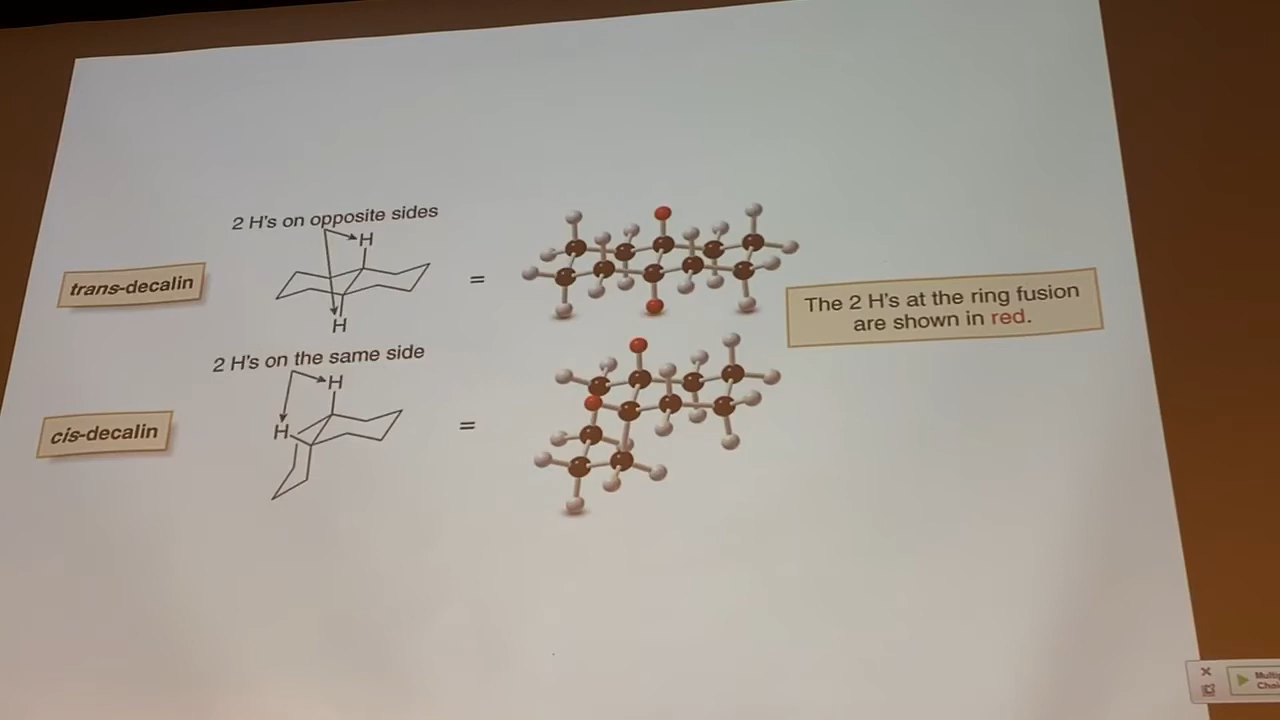 2 H's on opposite sides
H
trans-decalin
=
H
The 2 H's at the ring fusion
are shown in red.
2 H's on the same side
H
cis-decalin
H
=